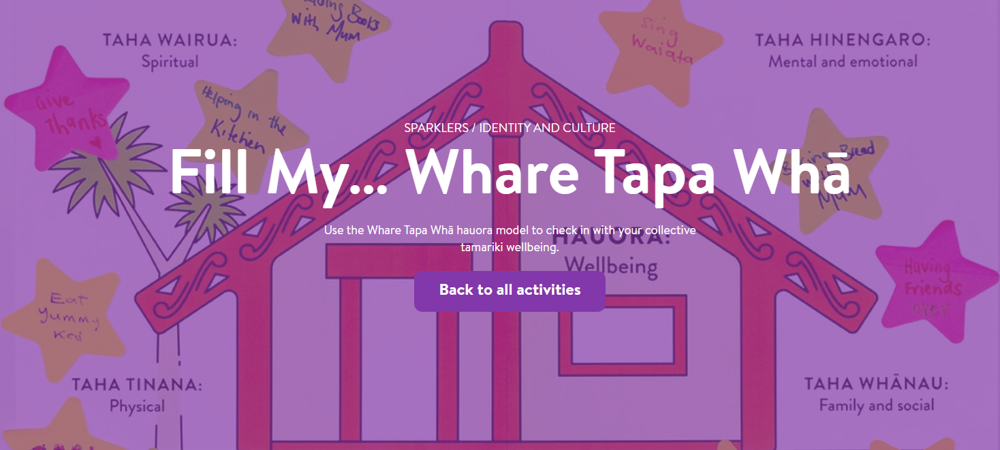 ding Books
With Mum
TAHA WAIRUA:
Spiritual
Sing
Waiata
TAHA HINENGARO:
Mental and emotional
Give
thanks
Helping in the
Kitchen
SPARKLERS / IDENTITY AND CULTURE
Fill My... Whare Tapa Whā
Bread
Mum
Use the Whare Tapa Whā hauora model to check in with your collective
tamariki wellbeing.
HAUORA:
Wellbeing
Back to all activities
Having
Friends
over
Eat
yummy
Kai
TAHA TINANA:
Physical
TAHA WHĀNAU:
Family and social